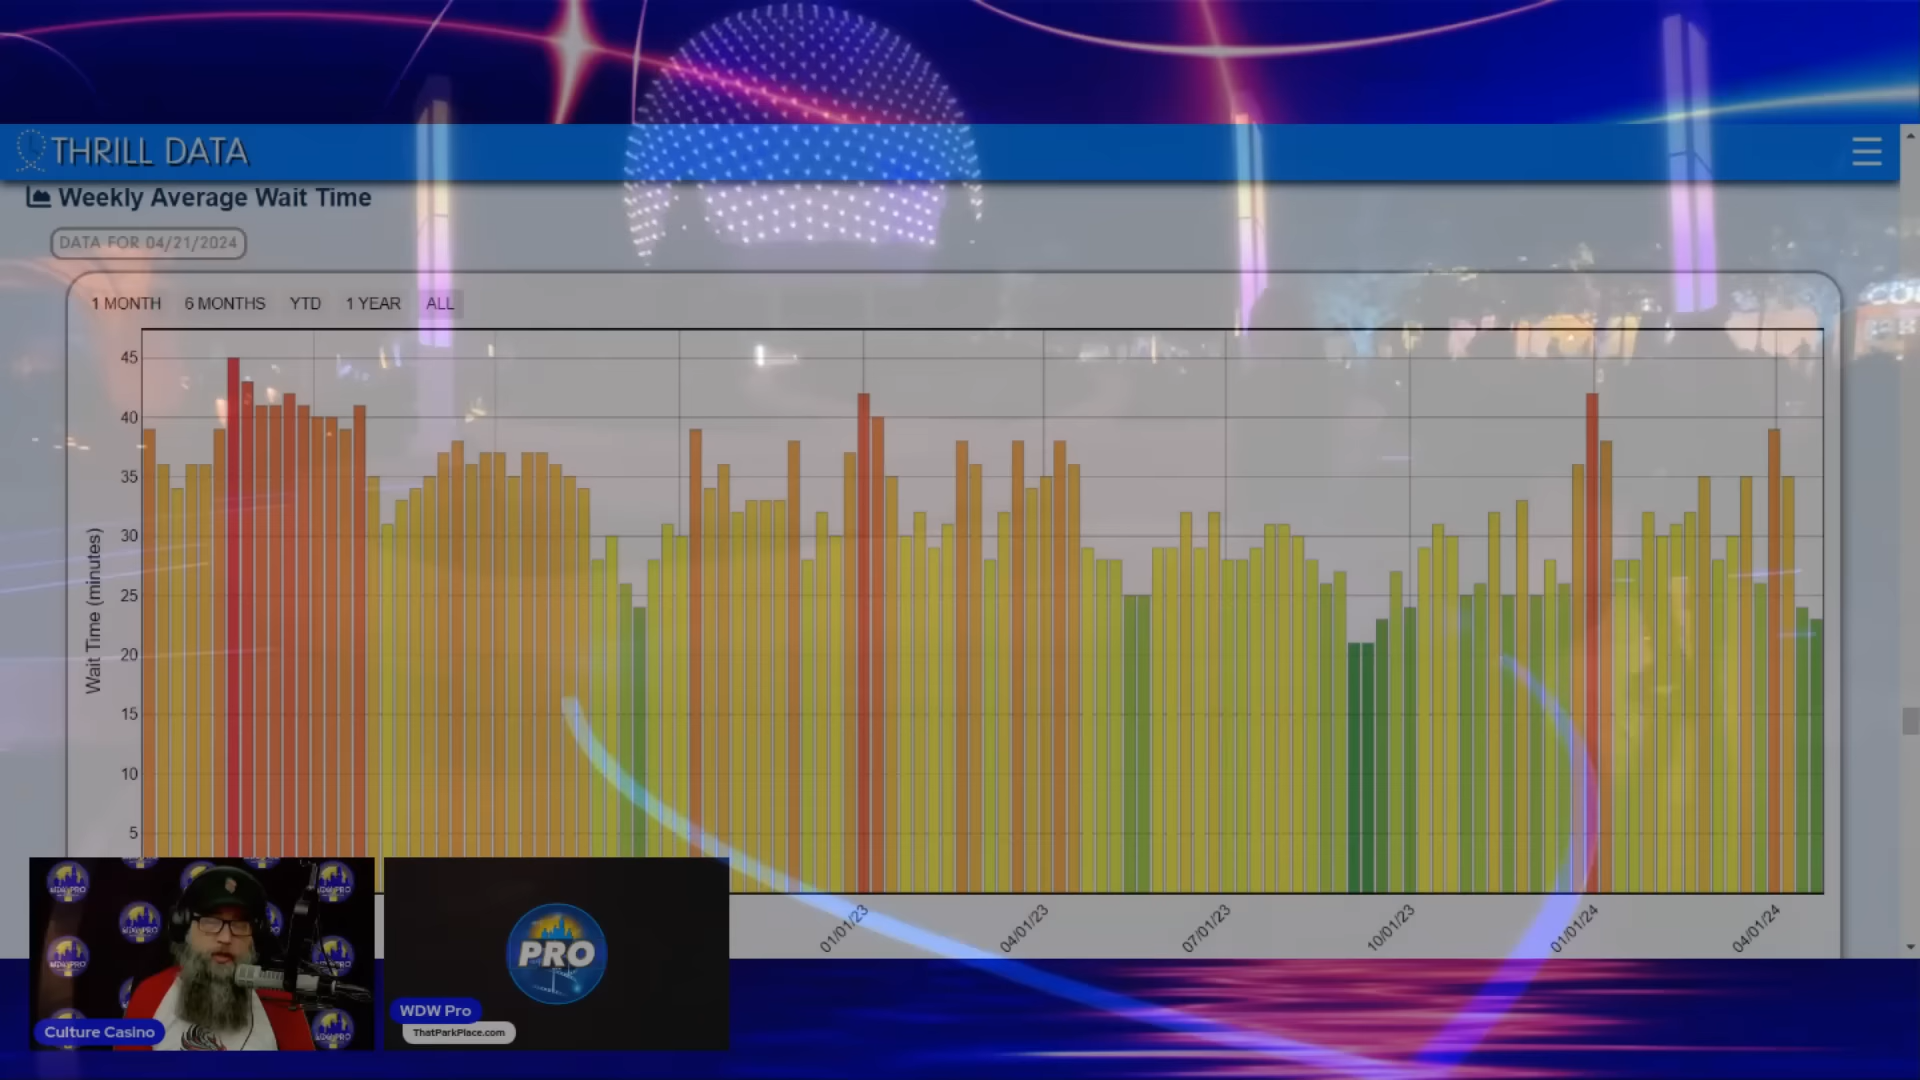 THRILL DATA
Weekly Average Wait Time
DATA FOR 04/21/2024
1 MONTH 6 MONTHS YTD 1 YEAR ALL
45
40
35
30
25
20
15
10
5
Wait Time (minutes)
01/01/23 04/01/23 07/01/23 10/01/23 01/01/24 04/01/24
WDWPRO
PRO
Culture Casino
WDW Pro
ThatParkPlace.com